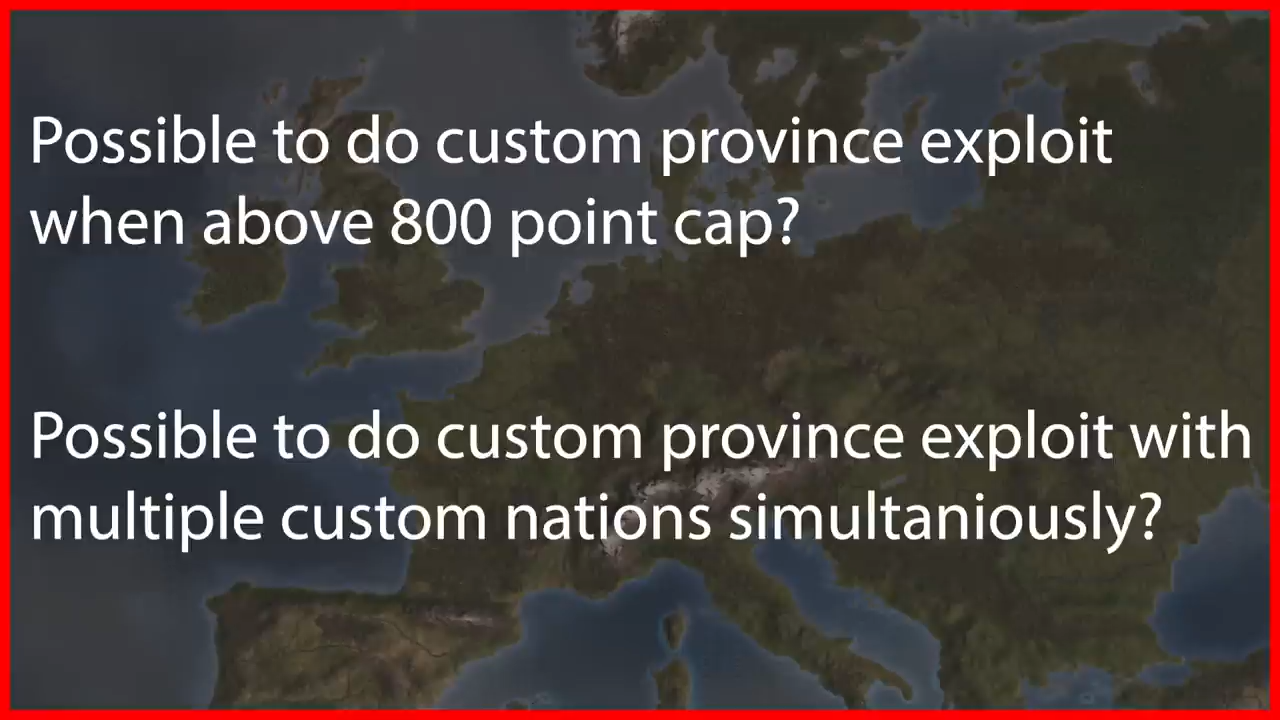 Possible to do custom province exploit
when above 800 point cap?
Possible to do custom province exploit with
multiple custom nations simultaniously?